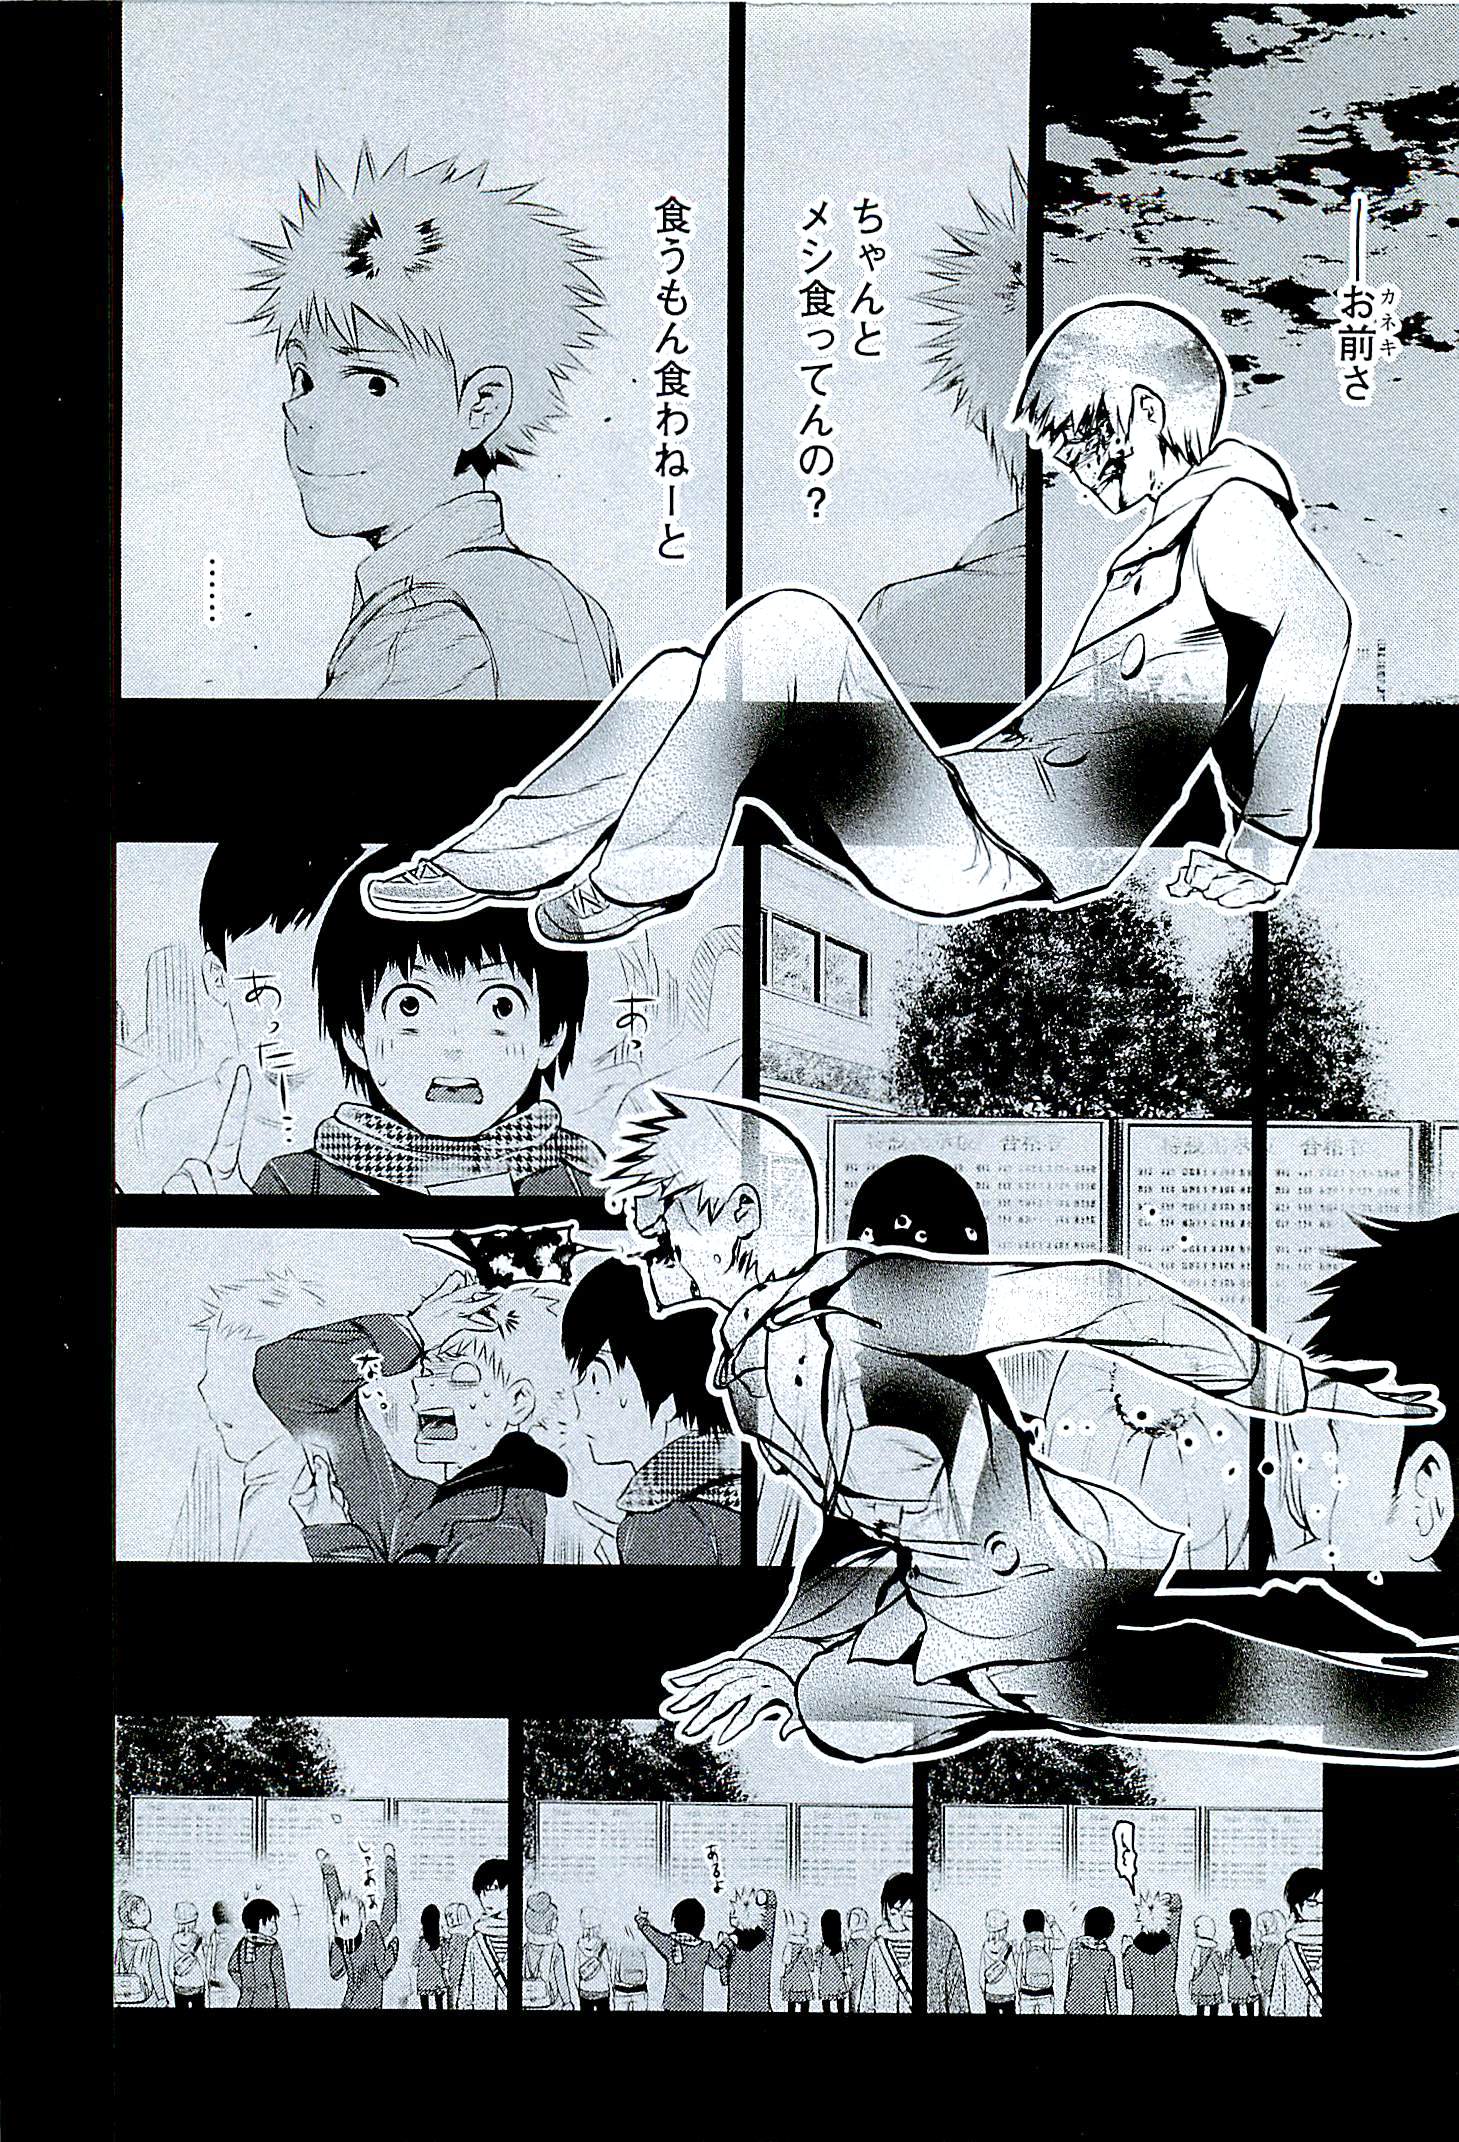 ――お前さ
カネキ
ちゃんと
メシ食ってんの？
食うもん食わねーと
……
あっ
あったー…
ない。
あるよ
しゃああ